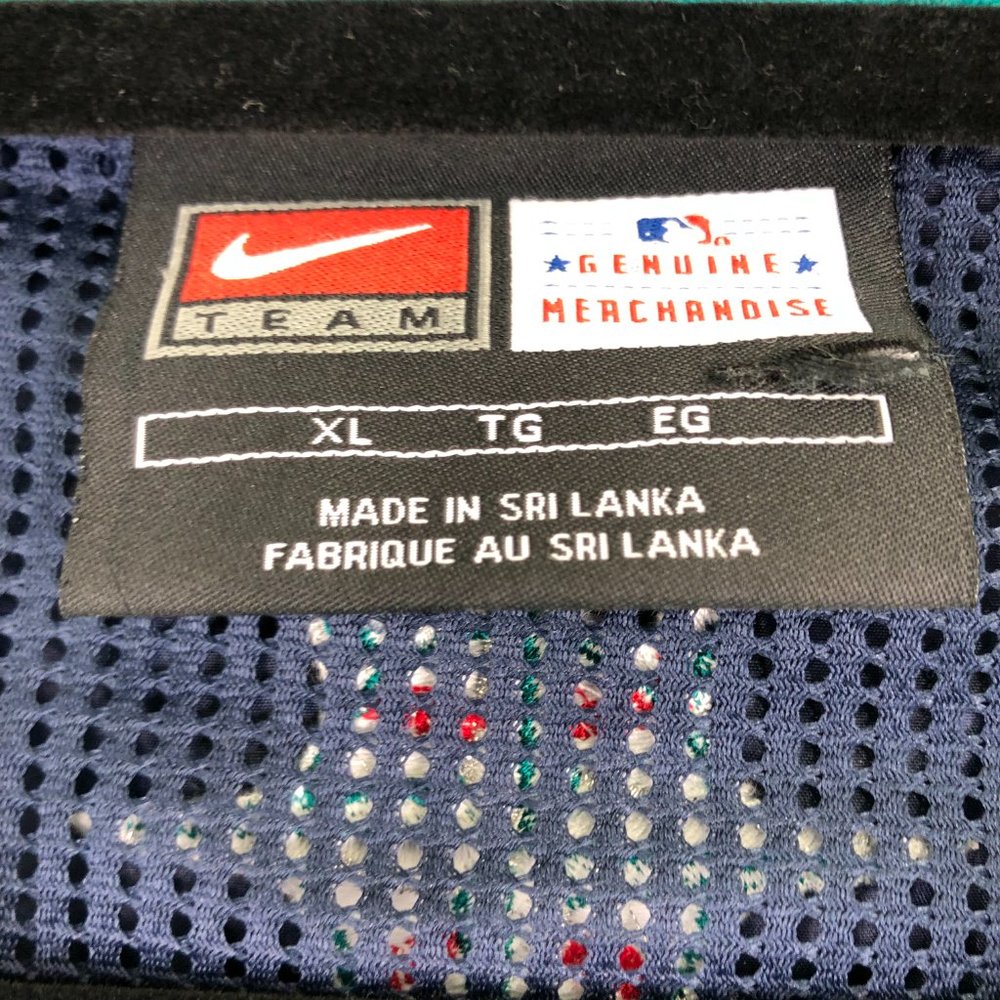 TEAM
GENUINE
MERCHANDISE
XL TG EG
MADE IN SRI LANKA
FABRIQUE AU SRI LANKA